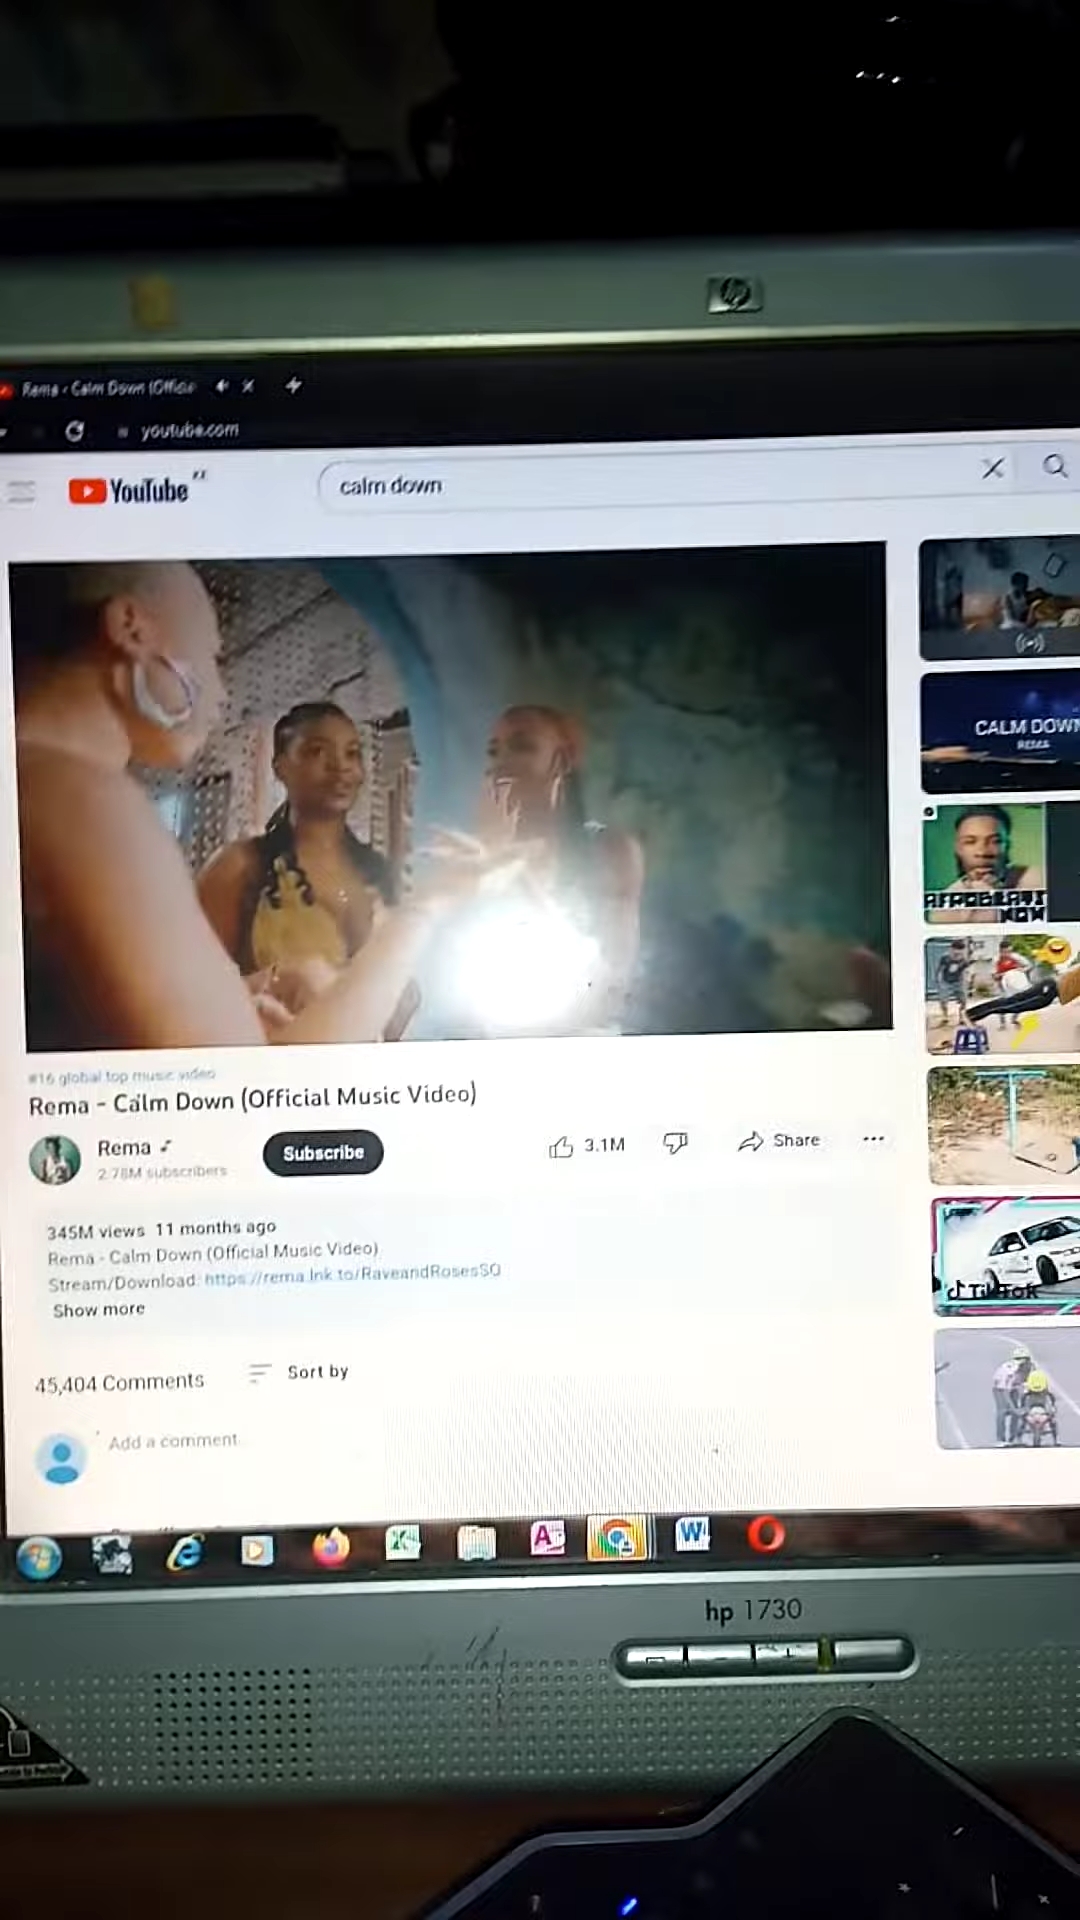 hp
Rema - Calm Down (Officia
youtube.com
YouTube
calm down
CALM DOWN
REMA
AFROBEATS
NOW
#16 global top music video
Rema - Calm Down (Official Music Video)
Rema
2.78M subscribers
Subscribe
3.1M
Share
345M views 11 months ago
Rema - Calm Down (Official Music Video)
Stream/Download: https://rema.lnk.to/RaveandRosesSO
Show more
TikTok
45,404 Comments
Sort by
Add a comment
hp 1730